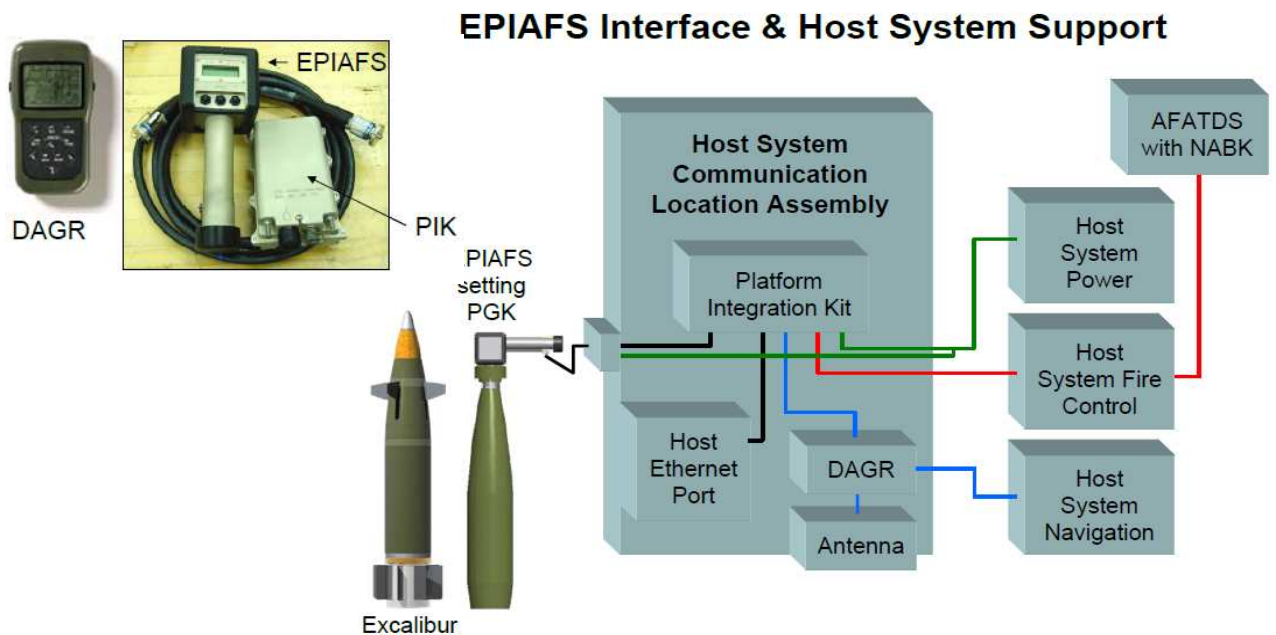 EPIAFS Interface & Host System Support
EPIAFS
DAGR
PIK
PIAFS
setting
PGK
Excalibur
Host System
Communication
Location Assembly
Platform
Integration Kit
Host
Ethernet
Port
DAGR
Antenna
AFATDS
with NABK
Host
System
Power
Host
System Fire
Control
Host
System
Navigation